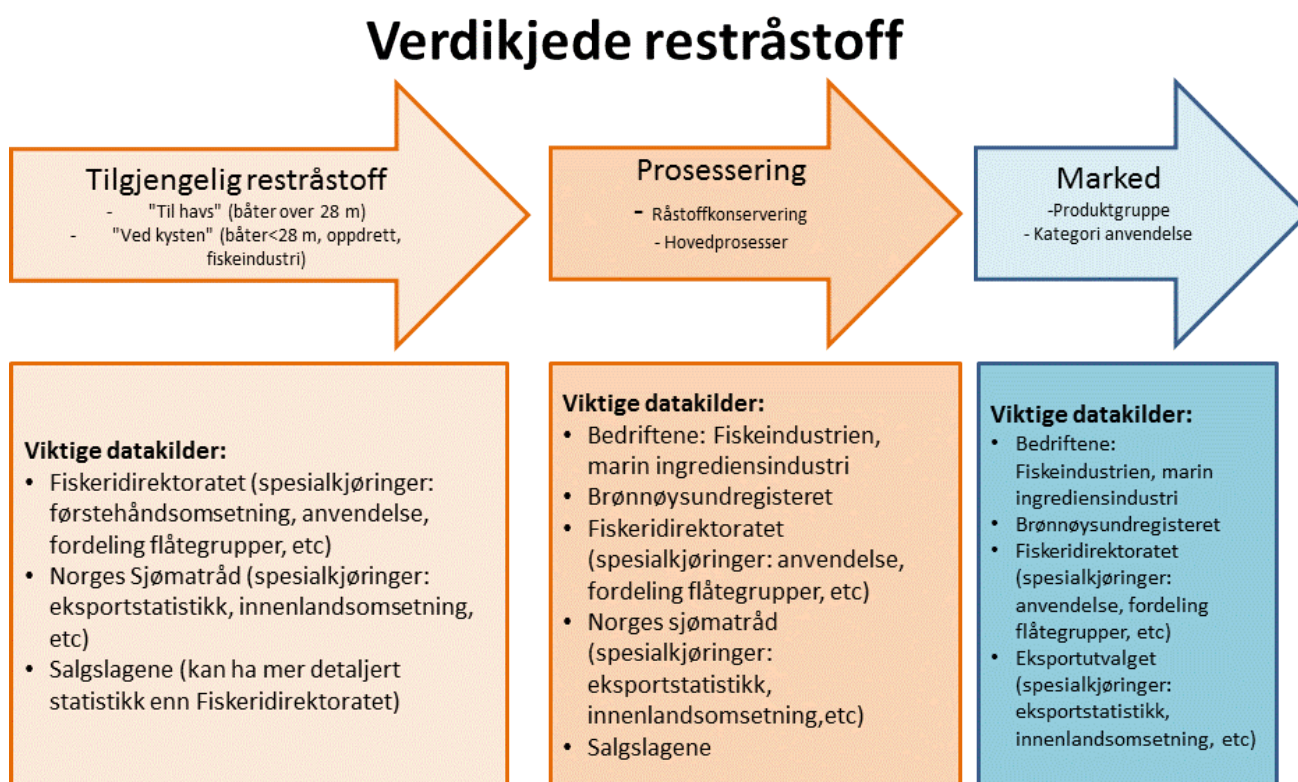 Verdikjede restråstoff
Tilgjengelig restråstoff
- "Til havs" (båter over 28 m)
- "Ved kysten" (båter<28 m, oppdrett,
fiskeindustri)
Prosessering
- Råstoffkonservering
- Hovedprosesser
Marked
-Produktgruppe
- Kategori anvendelse
Viktige datakilder:
• Fiskeridirektoratet (spesialkjøringer:
førstehåndsomsetning, anvendelse,
fordeling flåtegrupper, etc)
• Norges Sjømatråd (spesialkjøringer:
eksportstatistikk, innenlandsomsetning,
etc)
• Salgslagene (kan ha mer detaljert
statistikk enn Fiskeridirektoratet)
Viktige datakilder:
• Bedriftene: Fiskeindustrien,
marin ingrediensindustri
• Brønnøysundregisteret
• Fiskeridirektoratet
(spesialkjøringer: anvendelse,
fordeling flåtegrupper, etc)
• Norges sjømatråd
(spesialkjøringer:
eksportstatistikk,
innenlandsomsetning,etc)
• Salgslagene
Viktige datakilder:
• Bedriftene:
Fiskeindustrien, marin
ingrediensindustri
• Brønnøysundregisteret
• Fiskeridirektoratet
(spesialkjøringer:
anvendelse, fordeling
flåtegrupper, etc)
• Eksportutvalget
(spesialkjøringer:
eksportstatistikk,
innenlandsomsetning, etc)